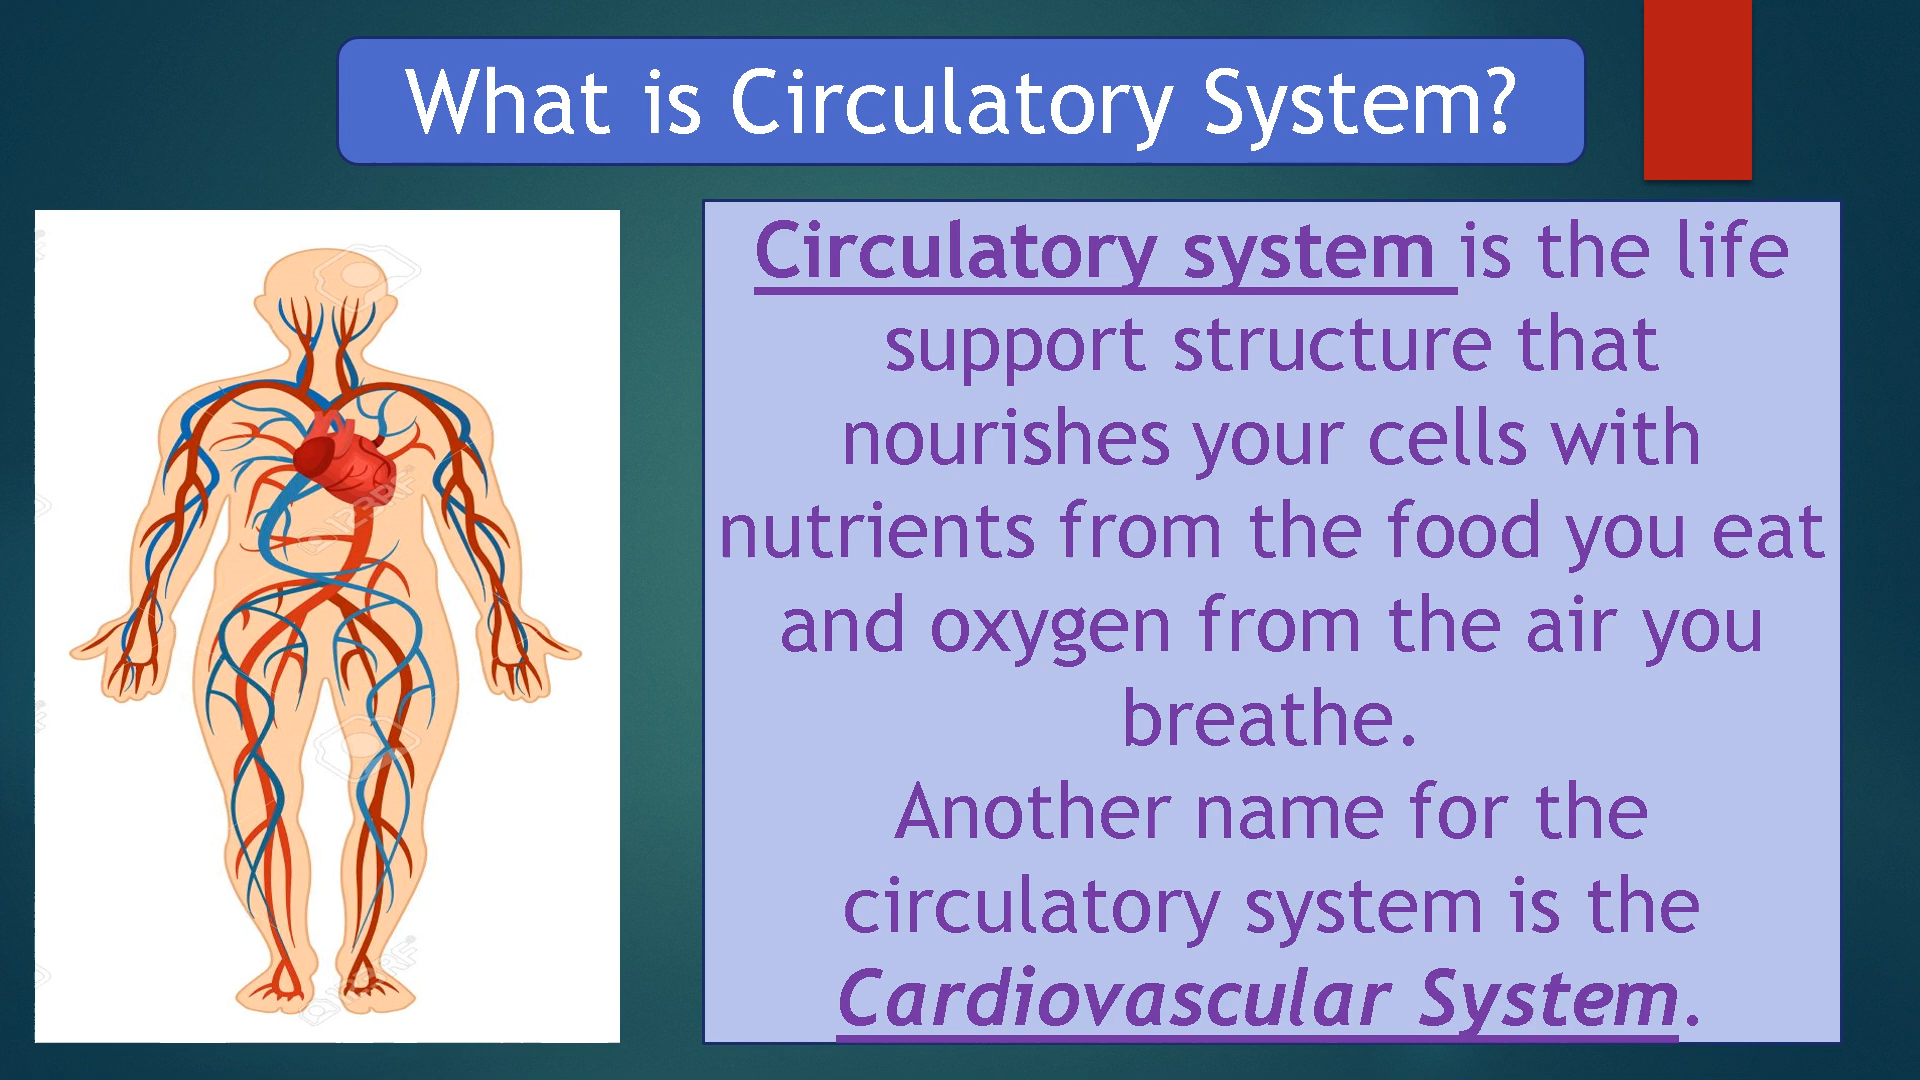 What is Circulatory System?
Circulatory system is the life
support structure that
nourishes your cells with
nutrients from the food you eat
and oxygen from the air you
breathe.
Another name for the
circulatory system is the
Cardiovascular System.
123RF
123RF